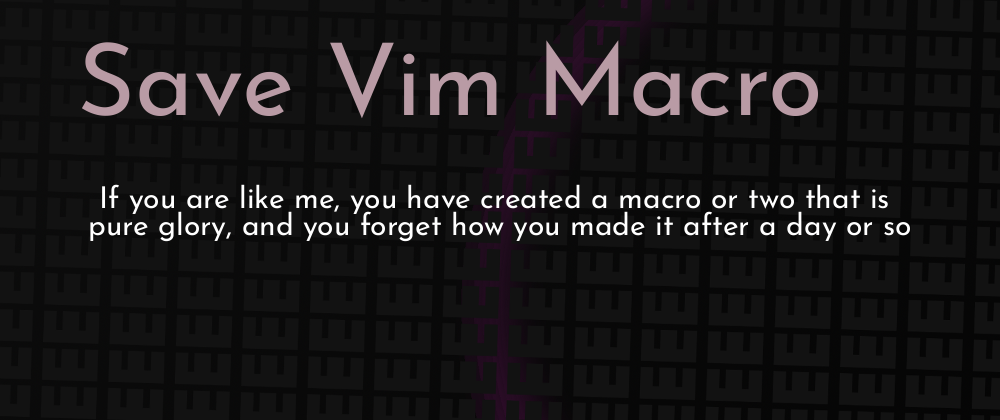 Save Vim Macro
If you are like me, you have created a macro or two that is
pure glory, and you forget how you made it after a day or so